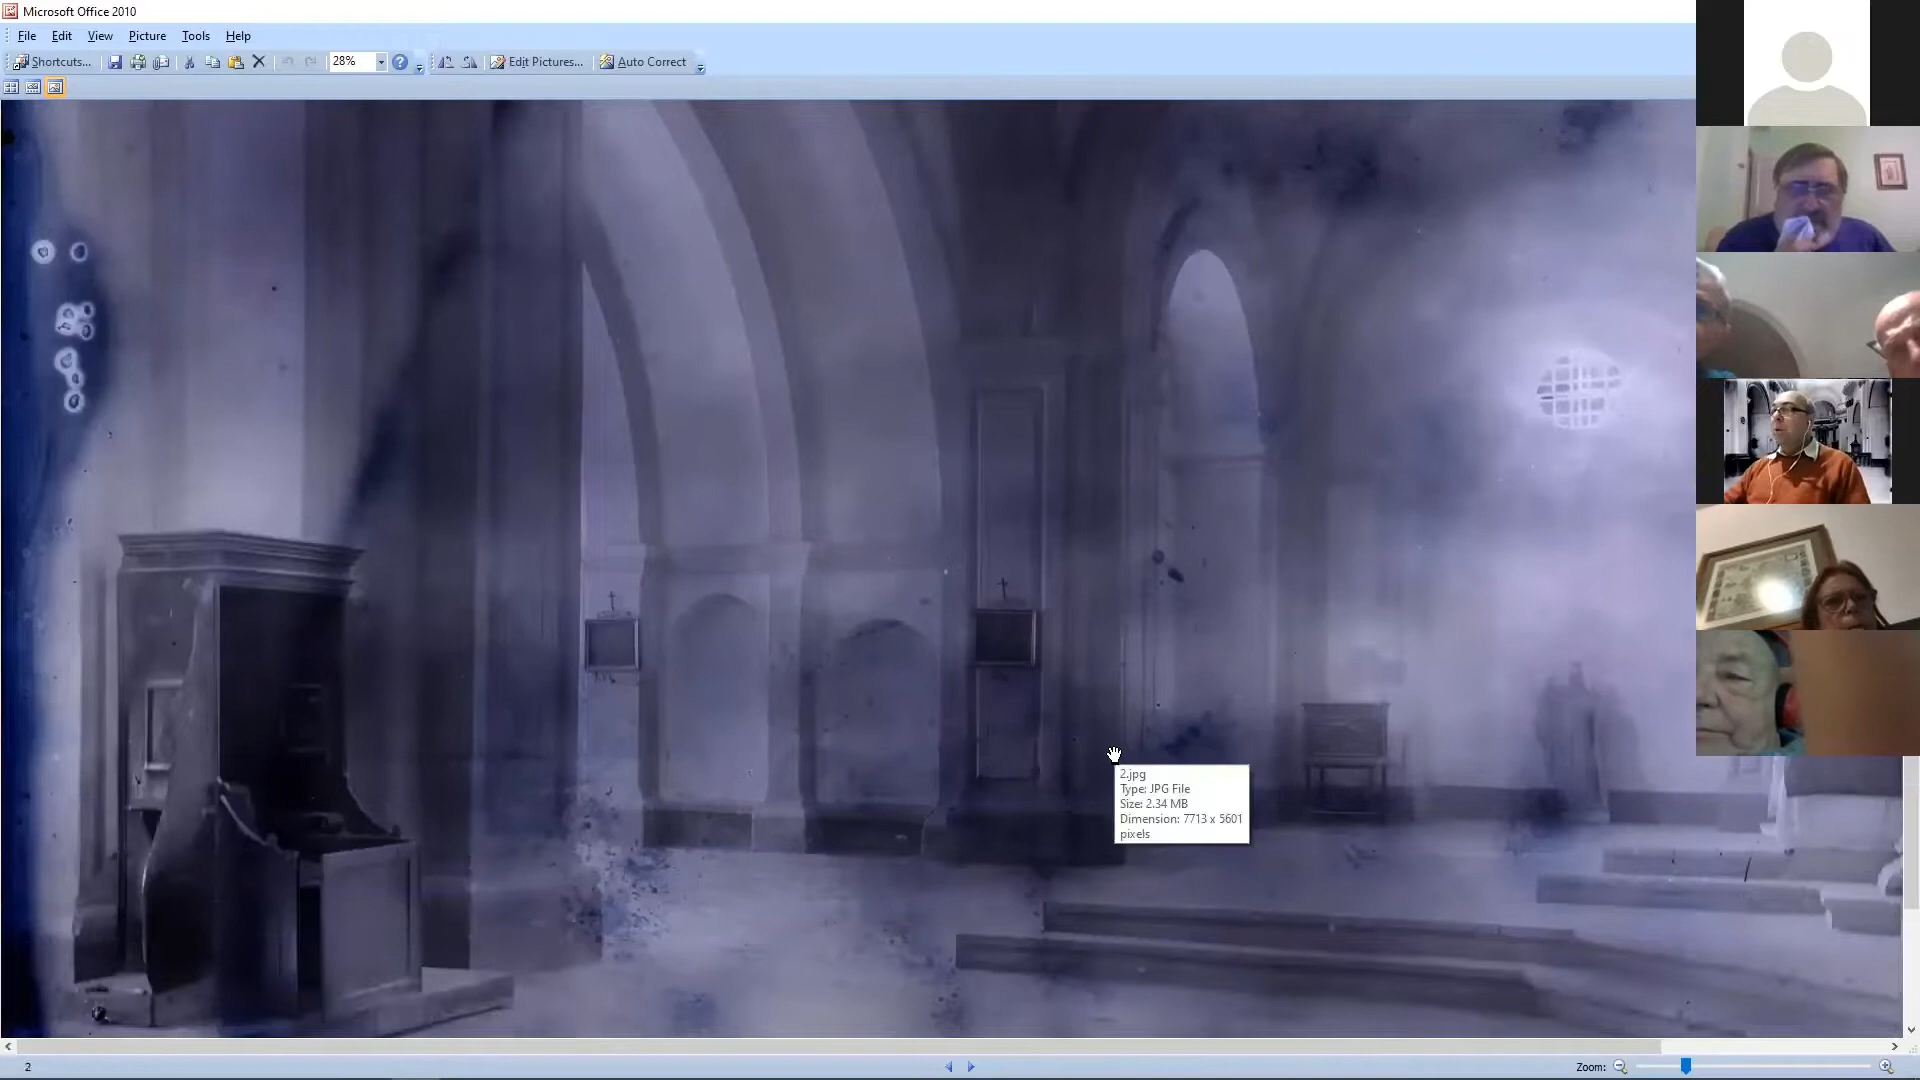 Microsoft Office 2010
File Edit View Picture Tools Help
Shortcuts... 28% Edit Pictures... Auto Correct
2.jpg
Type: JPG File
Size: 2.34 MB
Dimension: 7713 x 5601
pixels
2 Zoom: